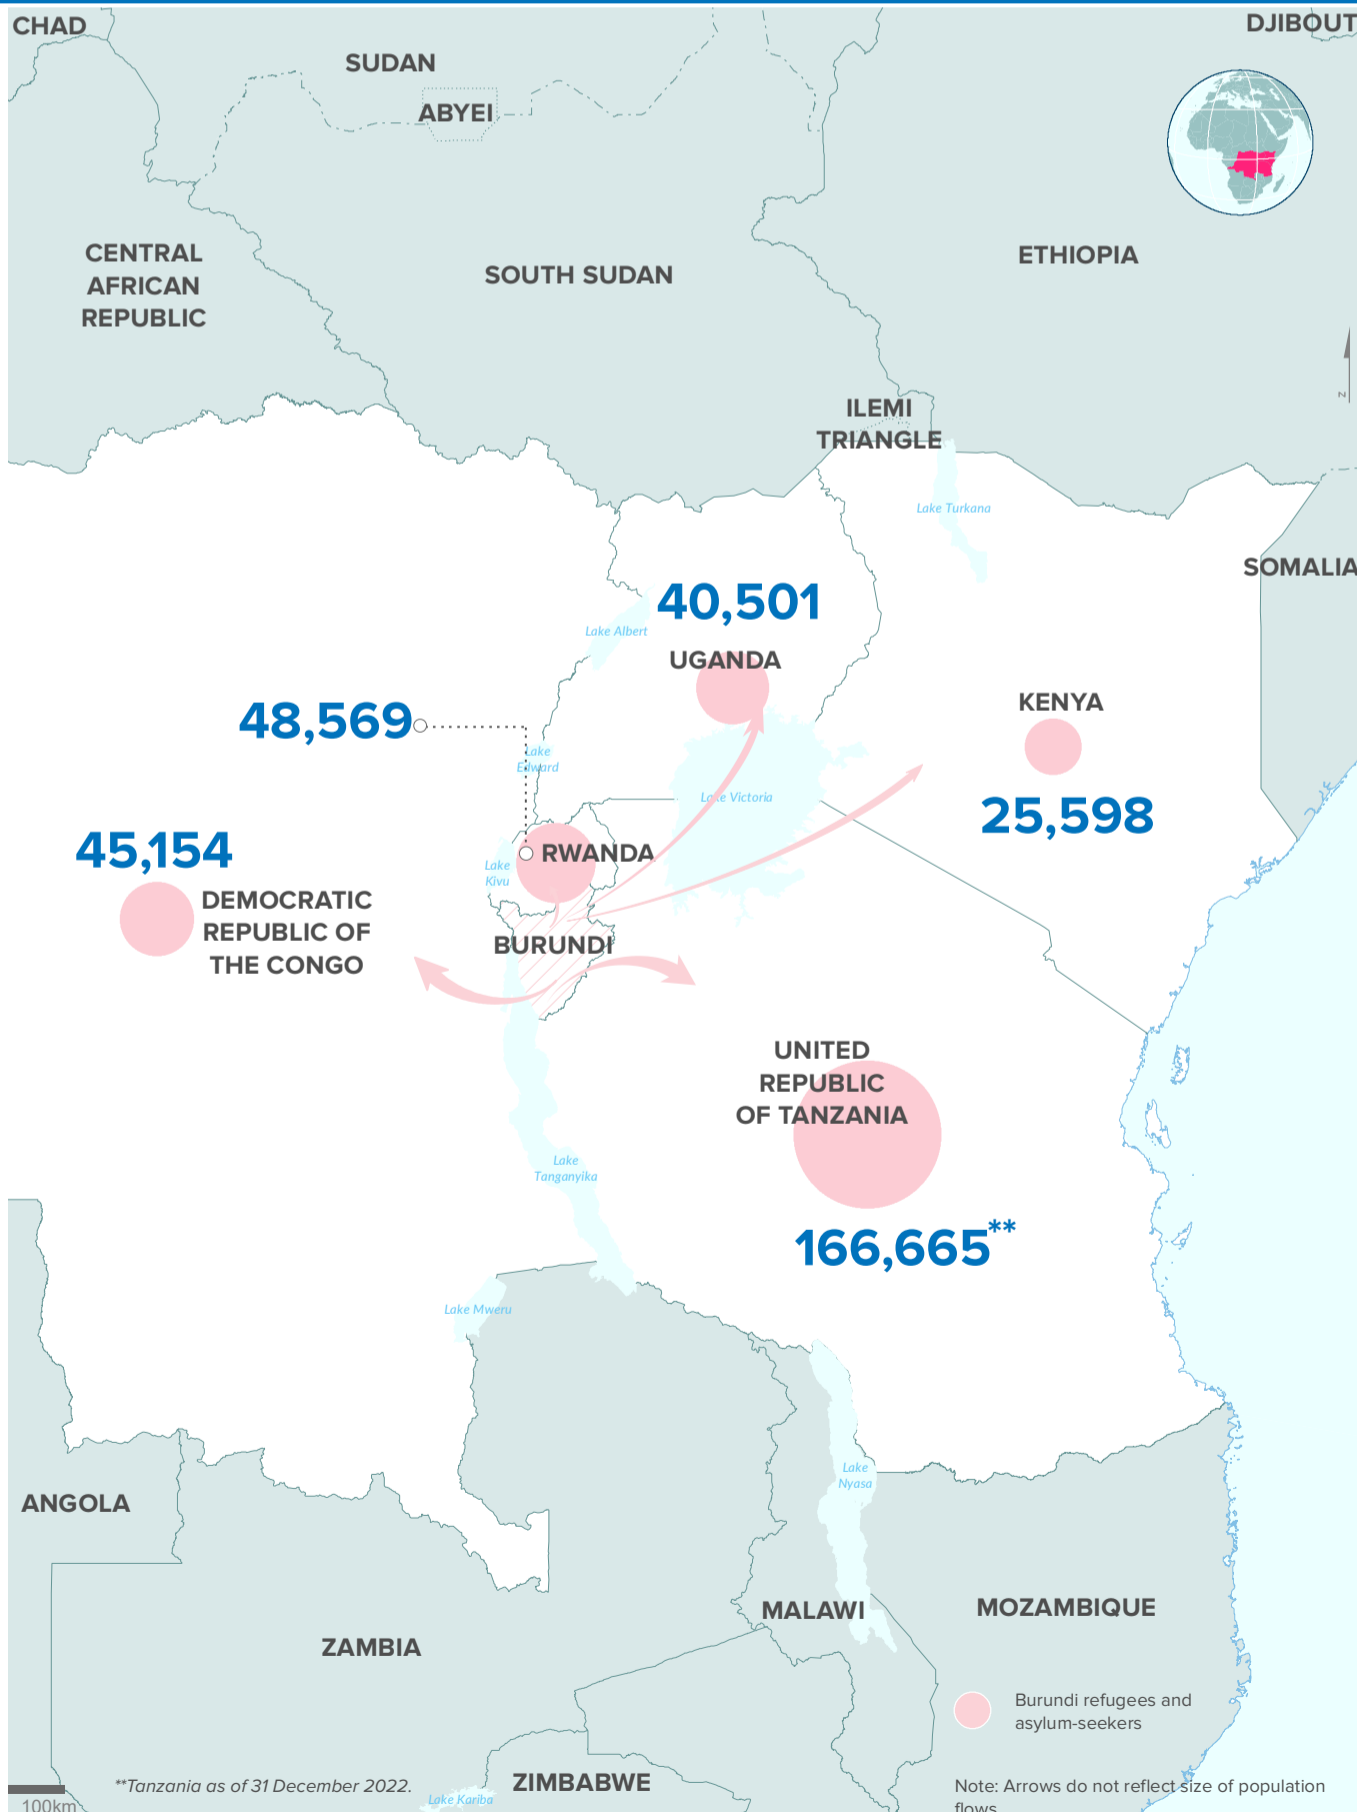 CHAD
DJIBOUT
SUDAN
ABYEI
CENTRAL
AFRICAN
REPUBLIC
SOUTH SUDAN
ETHIOPIA
N
ILEMI
TRIANGLE
Lake Turkana
SOMALIA
40,501
Lake Albert
UGANDA
48,569
KENYA
Lake
Edward
Lake Victoria
25,598
45,154
RWANDA
Lake
Kivu
DEMOCRATIC
REPUBLIC OF
THE CONGO
BURUNDI
UNITED
REPUBLIC
OF TANZANIA
Lake
Tanganyika
166,665**
Lake Mweru
Lake
Nyasa
ANGOLA
MALAWI
MOZAMBIQUE
ZAMBIA
Burundi refugees and
asylum-seekers
**Tanzania as of 31 December 2022.
ZIMBABWE
Lake Kariba
100km
Note: Arrows do not reflect size of population
flows